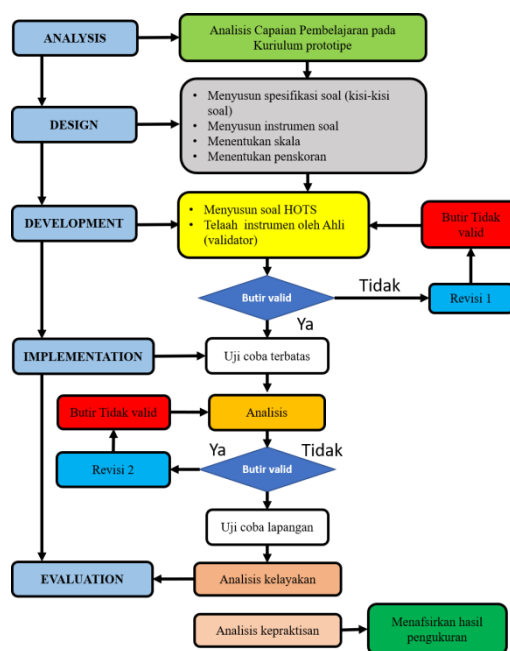 ANALYSIS
Analisis Capaian Pembelajaran pada
Kuriulum prototipe
DESIGN
• Menyusun spesifikasi soal (kisi-kisi
soal)
• Menyusun instrumen soal
• Menentukan skala
• Menentukan penskoran
DEVELOPMENT
• Menyusun soal HOTS
• Telaah instrumen oleh Ahli
(validator)
Butir Tidak
valid
Butir valid
Tidak
Revisi 1
Ya
IMPLEMENTATION
Uji coba terbatas
Butir Tidak valid
Analisis
Ya
Tidak
Revisi 2
Butir valid
Uji coba lapangan
EVALUATION
Analisis kelayakan
Analisis kepraktisan
Menafsirkan hasil
pengukuran